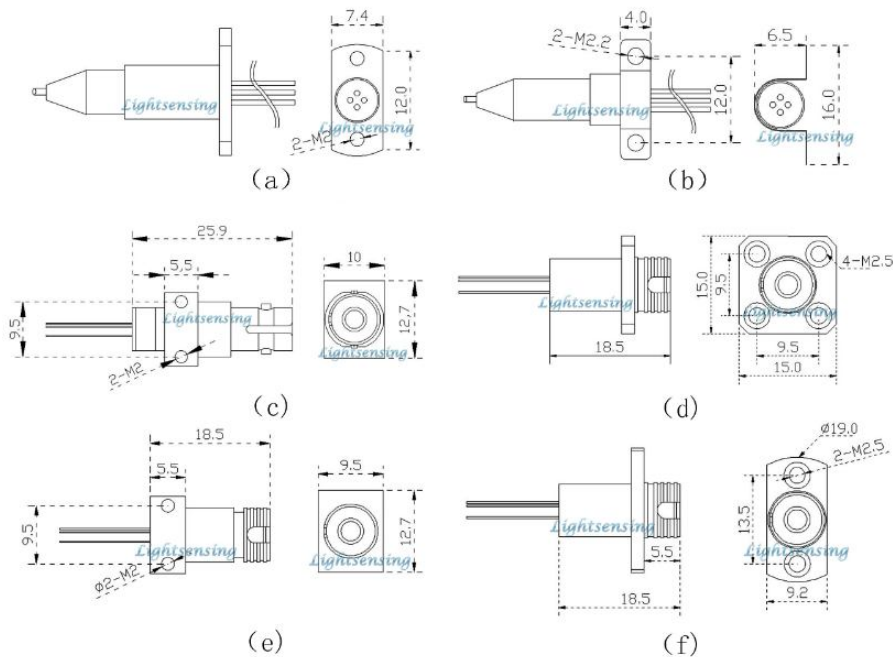 7.4
12.0
2-M2
Lightsensing
Lightsensing
(a)
4.0
2-M2.2
12.0
6.5
16.0
Lightsensing
Lightsensing
(b)
25.9
5,5
9.5
2-M2
Lightsensing
10
12.7
Lightsensing
(c)
18.5
Lightsensing
15.0
9.5
4-M2.5
9.5
15.0
Lightsensing
(d)
18.5
5.5
9.5
ø2-M2
Lightsensing
9.5
12.7
Lightsensing
(e)
5.5
18.5
Lightsensing
ø19.0
2-M2.5
13.5
9.2
Lightsensing
(f)